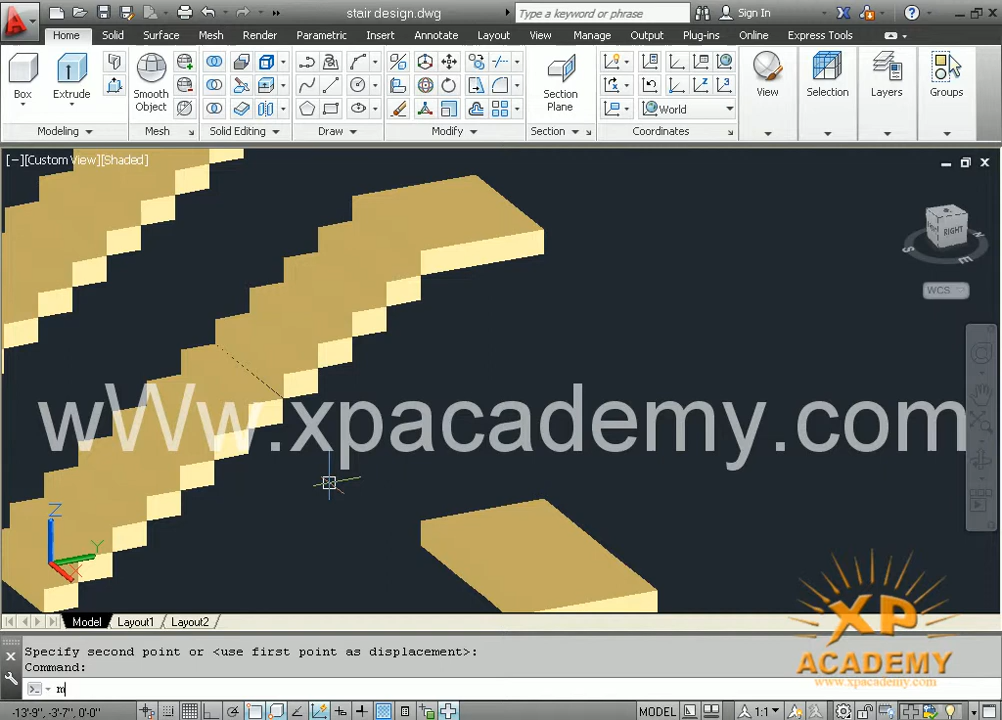 stair design.dwg
Type a keyword or phrase
Sign In
Home Solid Surface Mesh Render Parametric Insert Annotate Layout View Manage Output Plug-ins Online Express Tools
Box Extrude Smooth Object Section Plane View Selection Layers Groups
World
Modeling Mesh Solid Editing Draw Modify Section Coordinates
[−][Custom View][Shaded]
RIGHT
S
E
WCS
wWw.xpacademy.com
Z
Y
X
Model Layout1 Layout2
XP
ACADEMY
www.xpacademy.com
Specify second point or <use first point as displacement>:
Command:
m
-13'-9", -3'-7", 0'-0"
MODEL
1:1